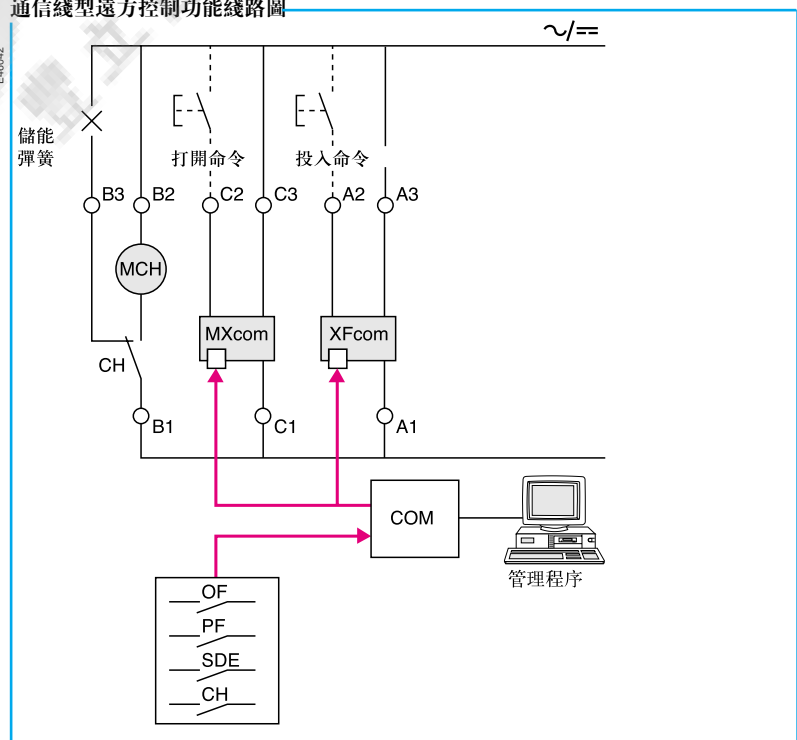 通信綫型遠方控制功能綫路圖
儲能
彈簧
打開命令
投入命令
B3
B2
C2
C3
A2
A3
MCH
MXcom
XFcom
CH
B1
C1
A1
COM
管理程序
OF
PF
SDE
CH